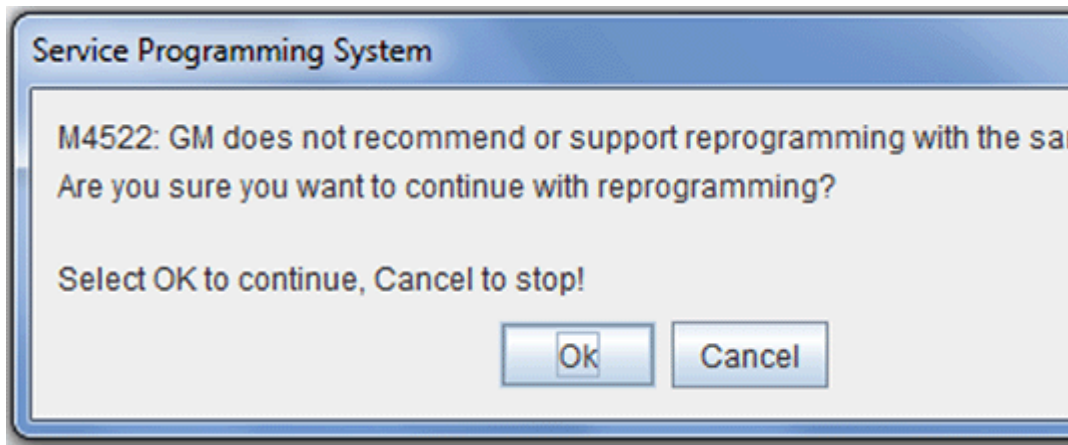 Service Programming System
M4522: GM does not recommend or support reprogramming with the
Are you sure you want to continue with reprogramming?
Select OK to continue, Cancel to stop!
Ok Cancel